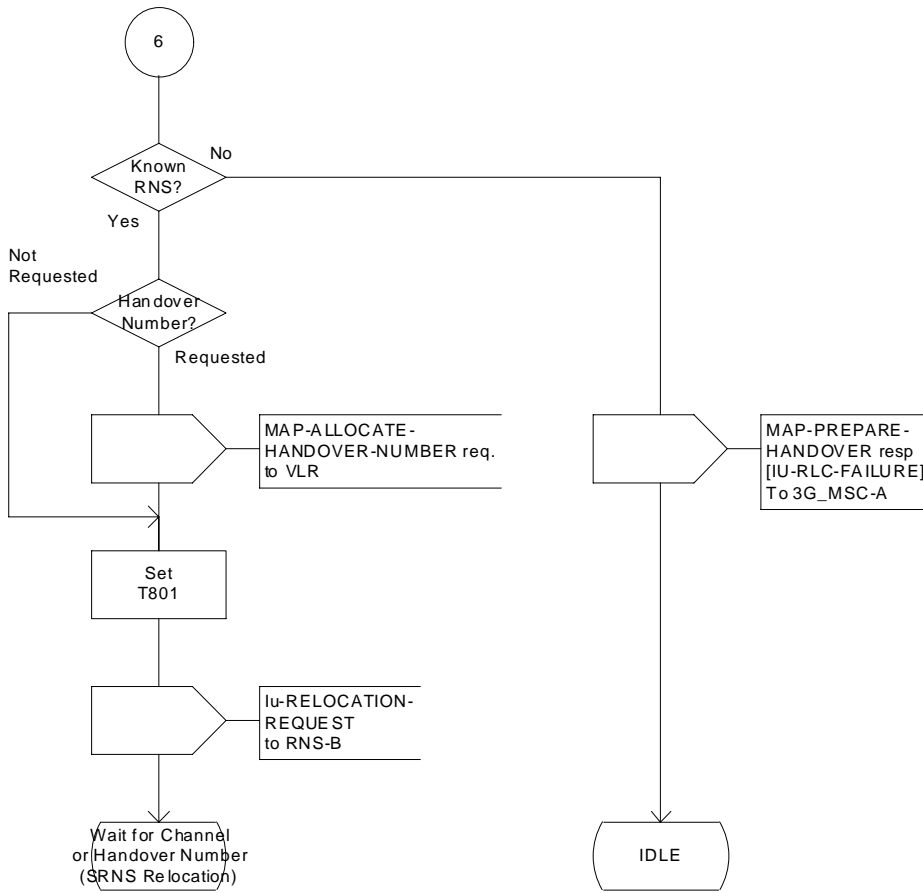 6
Known
RNS?
No
Yes
Not
Requested
Handover
Number?
Requested
MAP-ALLOCATE-
HANDOVER-NUMBER req.
to VLR
MAP-PREPARE-
HANDOVER resp
[IU-RLC-FAILURE]
To 3G_MSC-A
Set
T801
Iu-RELOCATION-
REQUEST
to RNS-B
Wait for Channel
or Handover Number
(SRNS Relocation)
IDLE